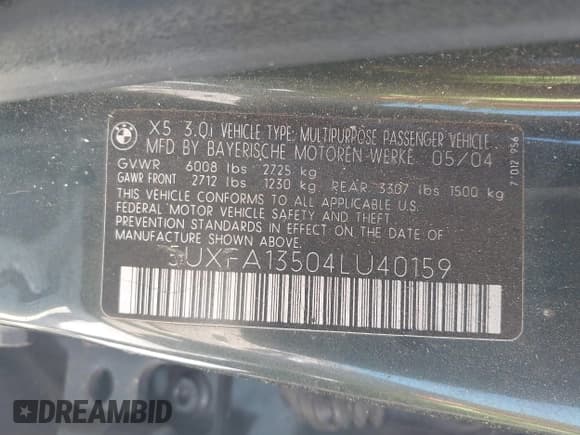 X5 3.0i VEHICLE TYPE: MULTIPURPOSE PASSENGER VEHICLE
MFD BY BAYERISCHE MOTOREN WERKE 05/04
GVWR 6008 lbs 2725 kg
GAWR FRONT 2712 lbs 1230 kg, REAR 3307 lbs 1500 kg
THIS VEHICLE CONFORMS TO ALL APPLICABLE U.S.
FEDERAL MOTOR VEHICLE SAFETY AND THEFT
PREVENTION STANDARDS IN EFFECT ON THE DATE OF
MANUFACTURE SHOWN ABOVE.
5UXFA13504LU40159
7 012 956
DREAMBID